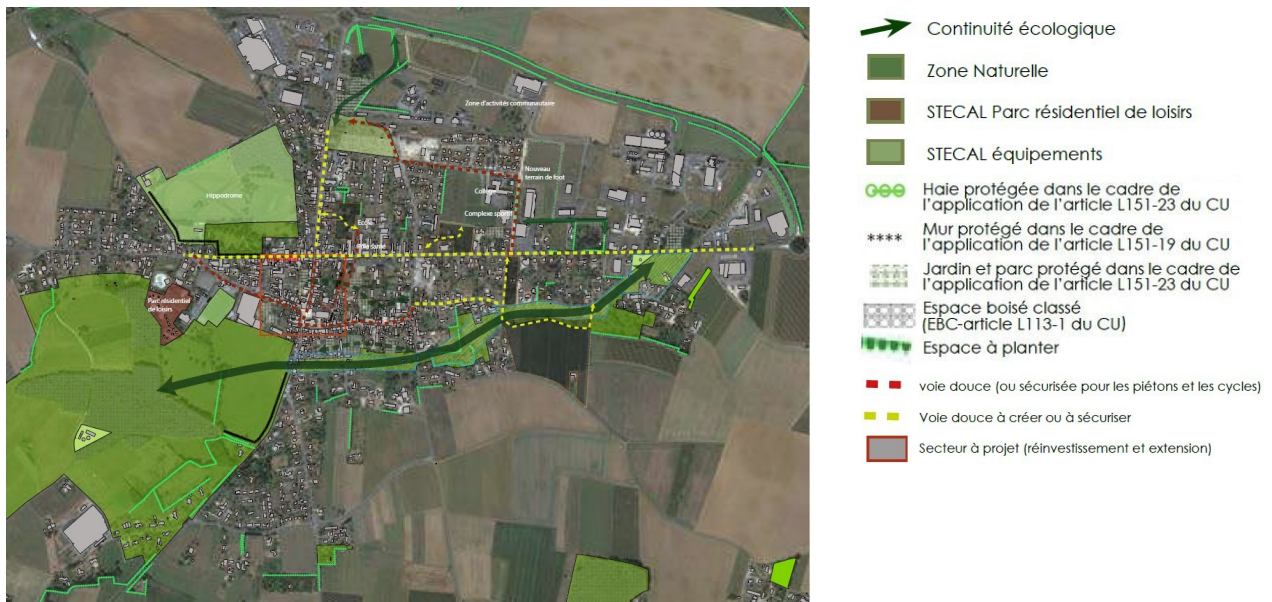 Zone d'activités communautaire
Nouveau
terrain de foot
Hippodrome
Collège
Complexe sportif
Ecole
Pôle santé
Parc résidentiel
de loisirs
Continuité écologique
Zone Naturelle
STECAL Parc résidentiel de loisirs
STECAL équipements
Haie protégée dans le cadre de
l'application de l'article L151-23 du CU
Mur protégé dans le cadre de
l'application de l'article L151-19 du CU
Jardin et parc protégé dans le cadre de
l'application de l'article L151-23 du CU
Espace boisé classé
(EBC-article L113-1 du CU)
Espace à planter
voie douce (ou sécurisée pour les piétons et les cycles)
Voie douce à créer ou à sécuriser
Secteur à projet (réinvestissement et extension)